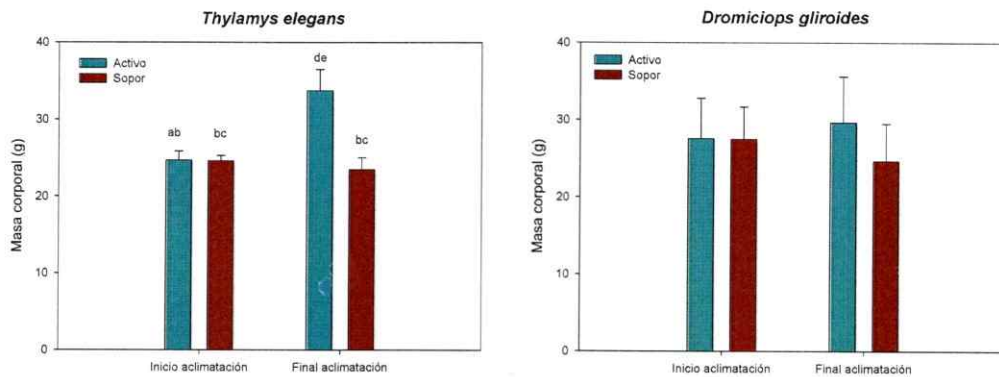 Thylamys elegans
40
30
20
10
0
Masa corporal (g)
Activo
Sopor
ab
bc
de
bc
Inicio aclimatación
Final aclimatación
Dromiciops gliroides
40
30
20
10
0
Masa corporal (g)
Activo
Sopor
Inicio aclimatación
Final aclimatación